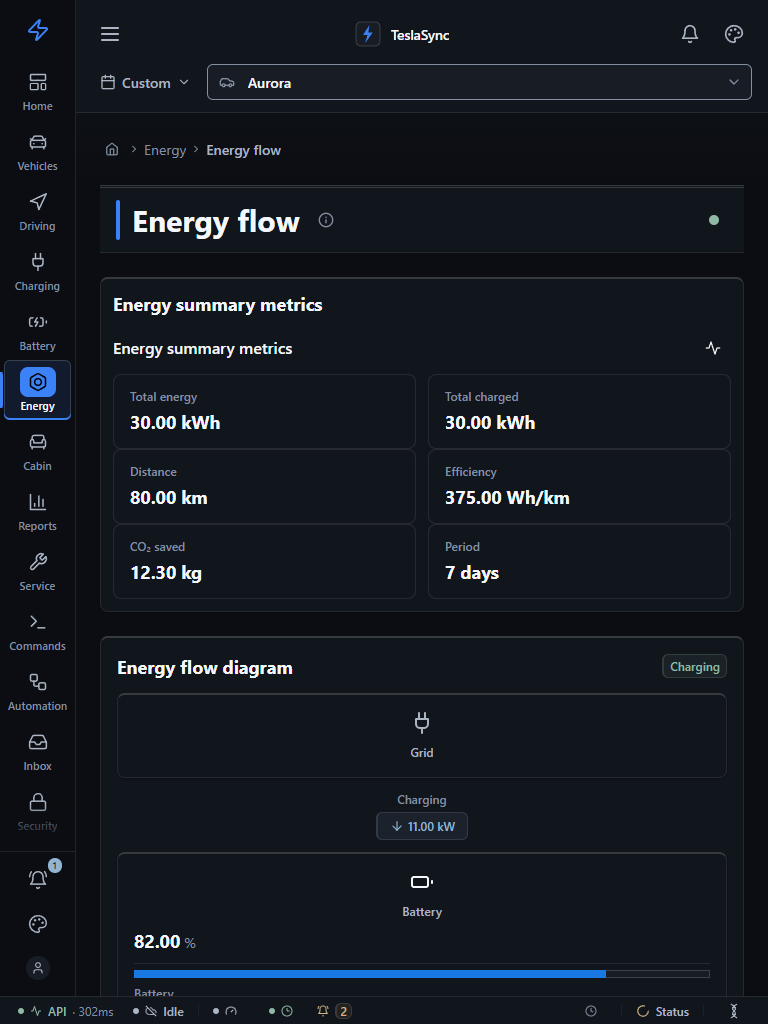 TeslaSync
Custom
Aurora
Home
Vehicles
Driving
Charging
Battery
Energy
Cabin
Reports
Service
Commands
Automation
Inbox
Security
1
Energy > Energy flow
Energy flow
Energy summary metrics
Energy summary metrics
Total energy
30.00 kWh
Total charged
30.00 kWh
Distance
80.00 km
Efficiency
375.00 Wh/km
CO₂ saved
12.30 kg
Period
7 days
Energy flow diagram
Charging
Grid
Charging
↓ 11.00 kW
Battery
82.00 %
Battery
API · 302ms
Idle
2
Status